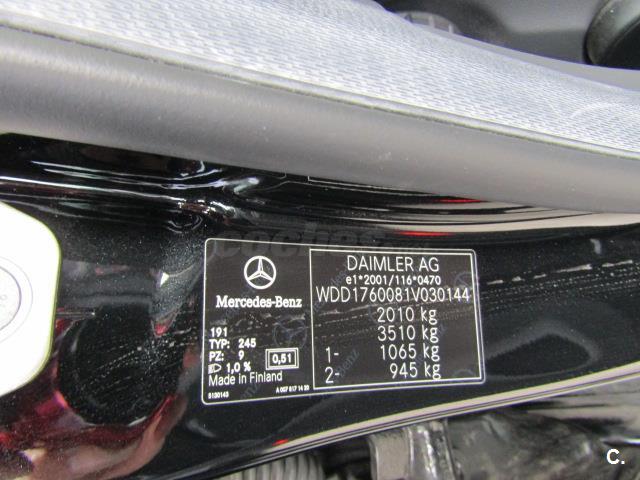 DAIMLER AG
e1*2001/116*0470
WDD1760081V030144
2010 kg
3510 kg
1- 1065 kg
2- 945 kg
Mercedes-Benz
191
TYP: 245
PZ: 9
1,0 % 0,51
Made in Finland
coches
C.